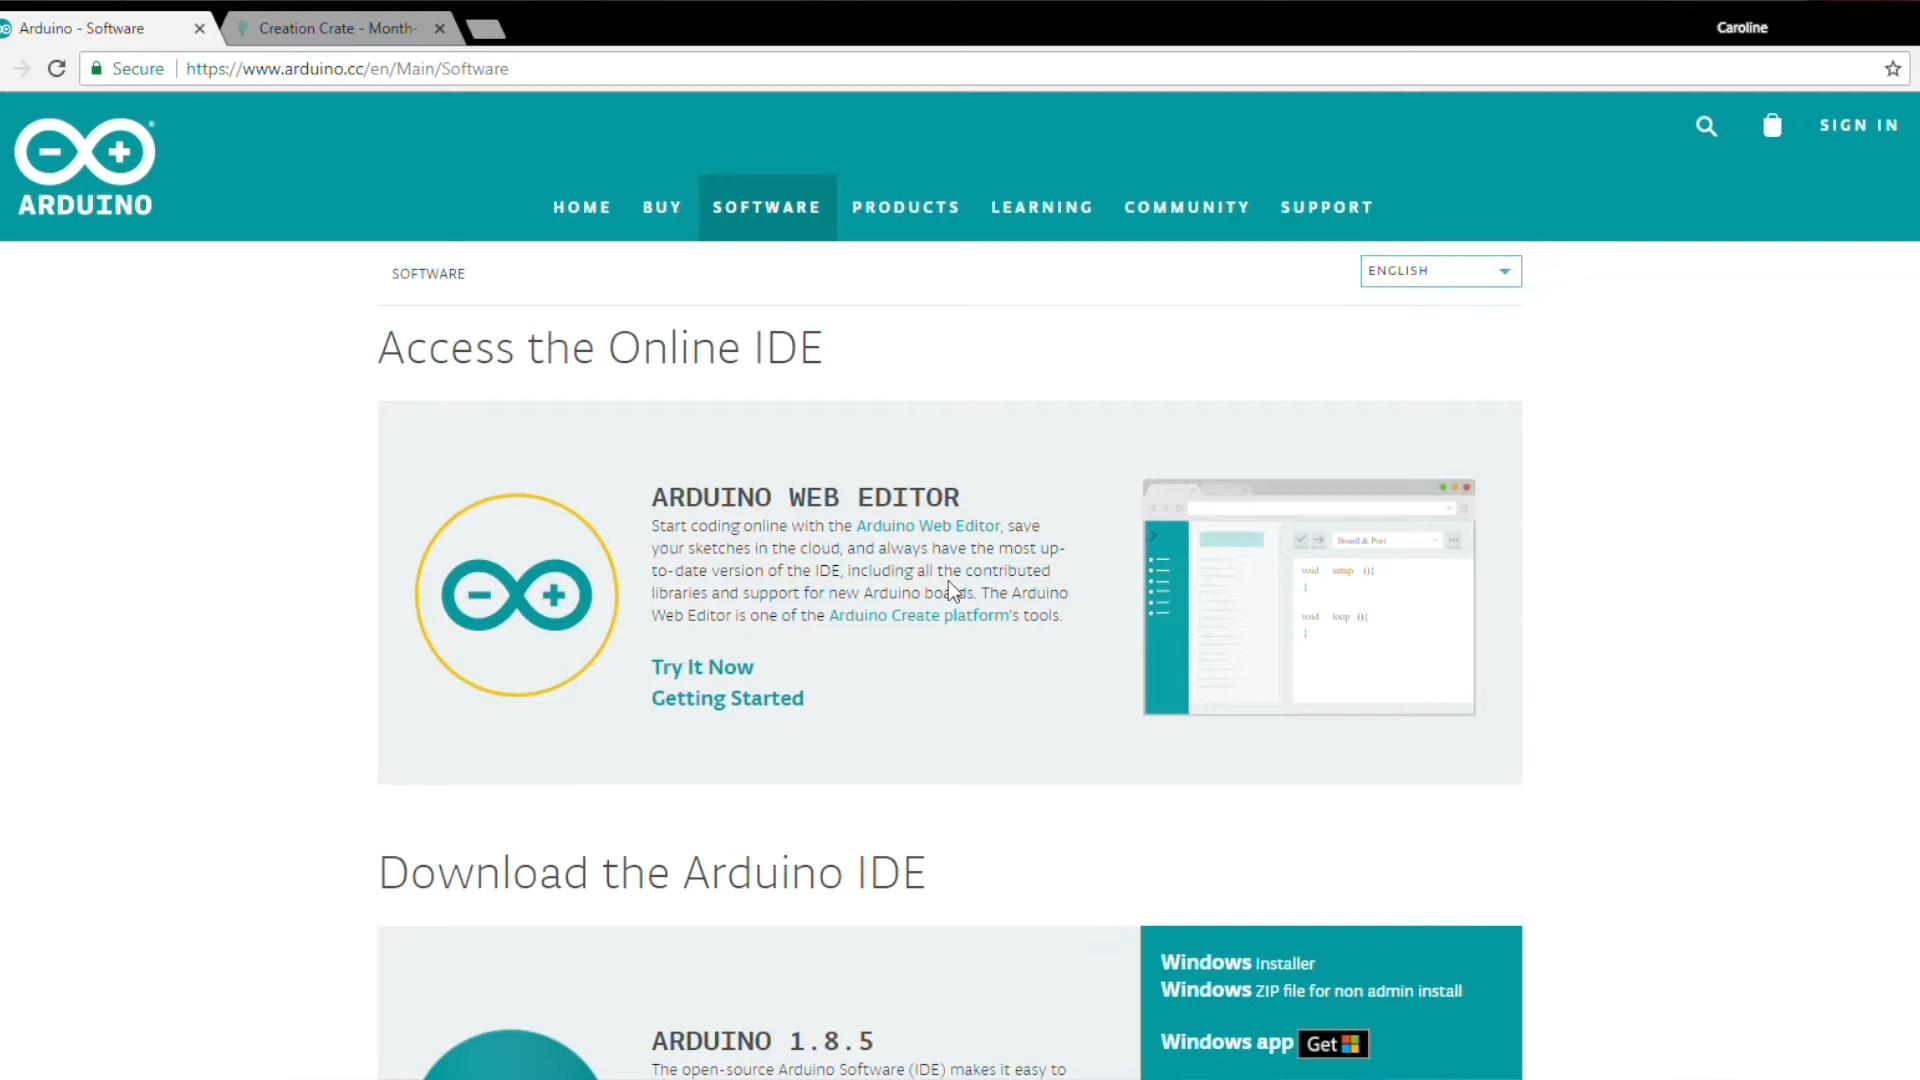 Arduino - Software
Creation Crate - Month-
Caroline
Secure
https://www.arduino.cc/en/Main/Software
ARDUINO
SIGN IN
HOME BUY SOFTWARE PRODUCTS LEARNING COMMUNITY SUPPORT
SOFTWARE
ENGLISH
Access the Online IDE
ARDUINO WEB EDITOR
Start coding online with the Arduino Web Editor, save
your sketches in the cloud, and always have the most up-
to-date version of the IDE, including all the contributed
libraries and support for new Arduino boards. The Arduino
Web Editor is one of the Arduino Create platform's tools.
Try It Now
Getting Started
Board & Port
void setup (){
}
void loop (){
}
Download the Arduino IDE
ARDUINO 1.8.5
The open-source Arduino Software (IDE) makes it easy to
Windows Installer
Windows ZIP file for non admin install
Windows app Get